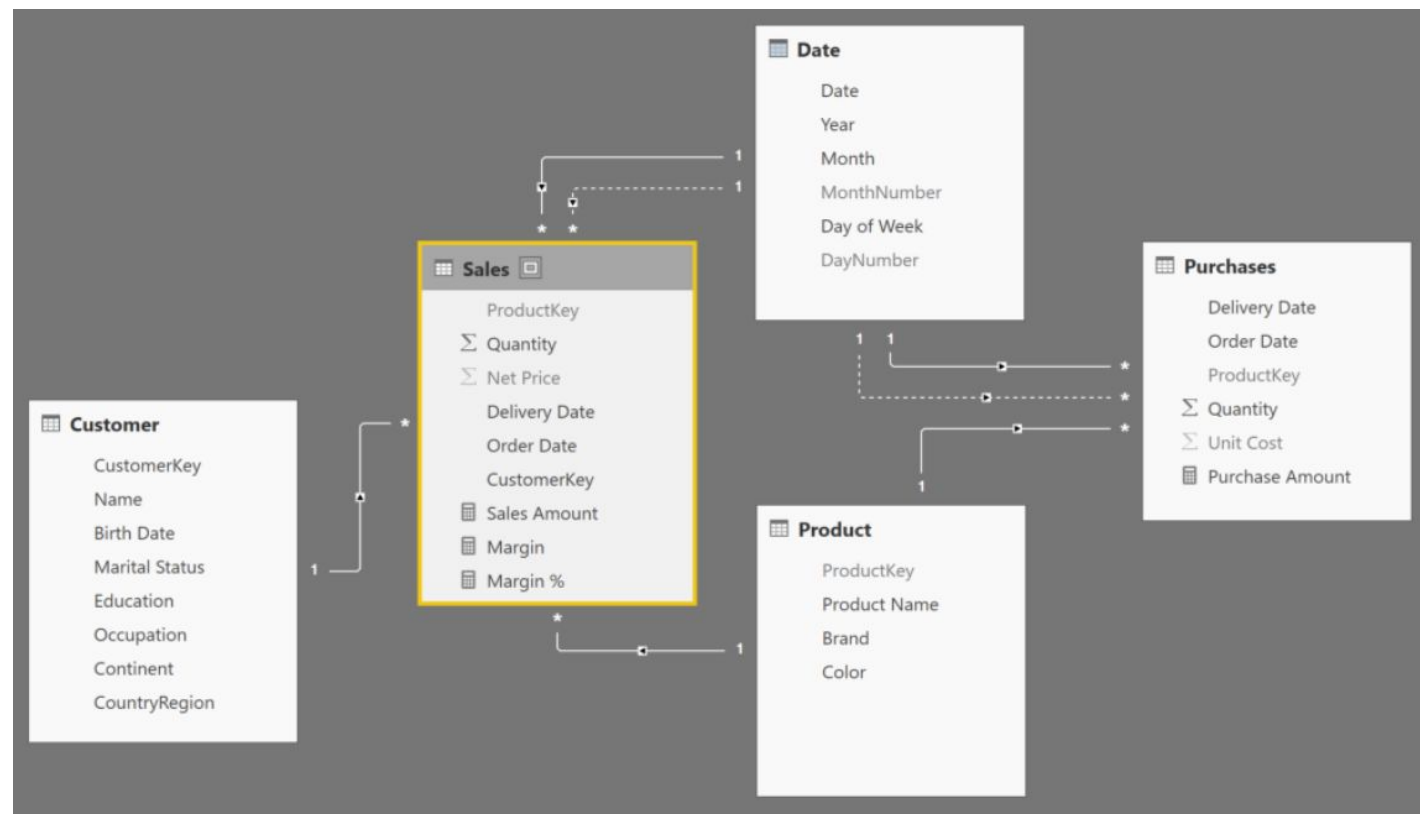 Date
Date
Year
Month
MonthNumber
Day of Week
DayNumber
1
1
* *
Sales
ProductKey
Σ Quantity
Σ Net Price
Delivery Date
Order Date
CustomerKey
Sales Amount
Margin
Margin %
*
1
Customer
CustomerKey
Name
Birth Date
Marital Status
Education
Occupation
Continent
CountryRegion
1 1
*
*
*
1
Purchases
Delivery Date
Order Date
ProductKey
Σ Quantity
Σ Unit Cost
Purchase Amount
Product
ProductKey
Product Name
Brand
Color
*
1